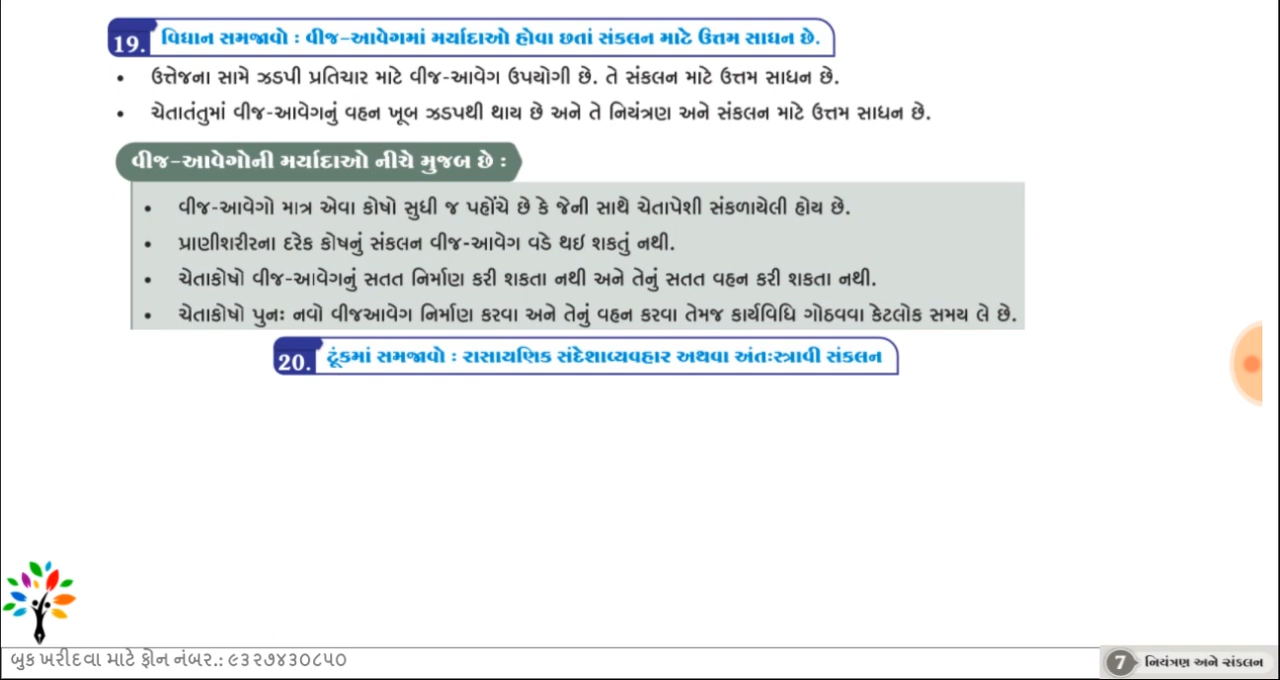 19. વિધાન સમજાવો : વીજ-આવેગમાં મર્યાદાઓ હોવા છતાં સંકલન માટે ઉત્તમ સાધન છે.
• ઉત્તેજના સામે ઝડપી પ્રતિચાર માટે વીજ-આવેગ ઉપયોગી છે. તે સંકલન માટે ઉત્તમ સાધન છે.
• ચેતાતંતુમાં વીજ-આવેગનું વહન ખૂબ ઝડપથી થાય છે અને તે નિયંત્રણ અને સંકલન માટે ઉત્તમ સાધન છે.
વીજ-આવેગોની મર્યાદાઓ નીચે મુજબ છે :
• વીજ-આવેગો માત્ર એવા કોષો સુધી જ પહોંચે છે કે જેની સાથે ચેતાપેશી સંકળાયેલી હોય છે.
• પ્રાણીશરીરના દરેક કોષનું સંકલન વીજ-આવેગ વડે થઇ શકતું નથી.
• ચેતાકોષો વીજ-આવેગનું સતત નિર્માણ કરી શકતા નથી અને તેનું સતત વહન કરી શકતા નથી.
• ચેતાકોષો પુનઃ નવો વીજઆવેગ નિર્માણ કરવા અને તેનું વહન કરવા તેમજ કાર્યવિધિ ગોઠવવા કેટલોક સમય લે છે.
20. ટૂંકમાં સમજાવો : રાસાયણિક સંદેશાવ્યવહાર અથવા અંતઃસ્ત્રાવી સંકલન
બુક ખરીદવા માટે ફોન નંબર.: ૯૩૨૭૪૩૦૮૫૦
7 નિયંત્રણ અને સંકલન